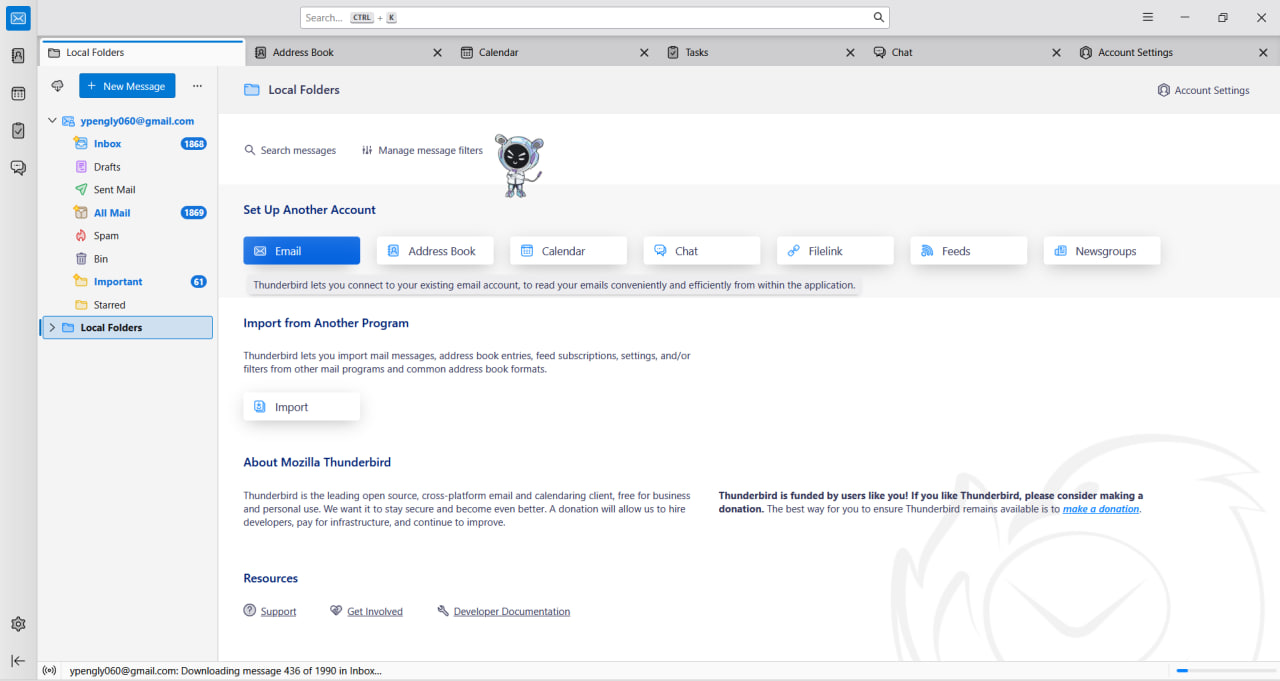 Search... CTRL + K
Local Folders
Address Book
Calendar
Tasks
Chat
Account Settings
+ New Message
ypengly060@gmail.com
Inbox 1868
Drafts
Sent Mail
All Mail 1869
Spam
Bin
Important 61
Starred
Local Folders
Local Folders
Account Settings
Search messages
Manage message filters
Set Up Another Account
Email
Address Book
Calendar
Chat
Filelink
Feeds
Newsgroups
Thunderbird lets you connect to your existing email account, to read your emails conveniently and efficiently from within the application.
Import from Another Program
Thunderbird lets you import mail messages, address book entries, feed subscriptions, settings, and/or
filters from other mail programs and common address book formats.
Import
About Mozilla Thunderbird
Thunderbird is the leading open source, cross-platform email and calendaring client, free for business
and personal use. We want it to stay secure and become even better. A donation will allow us to hire
developers, pay for infrastructure, and continue to improve.
Thunderbird is funded by users like you! If you like Thunderbird, please consider making a
donation. The best way for you to ensure Thunderbird remains available is to make a donation.
Resources
Support
Get Involved
Developer Documentation
ypengly060@gmail.com: Downloading message 436 of 1990 in Inbox...